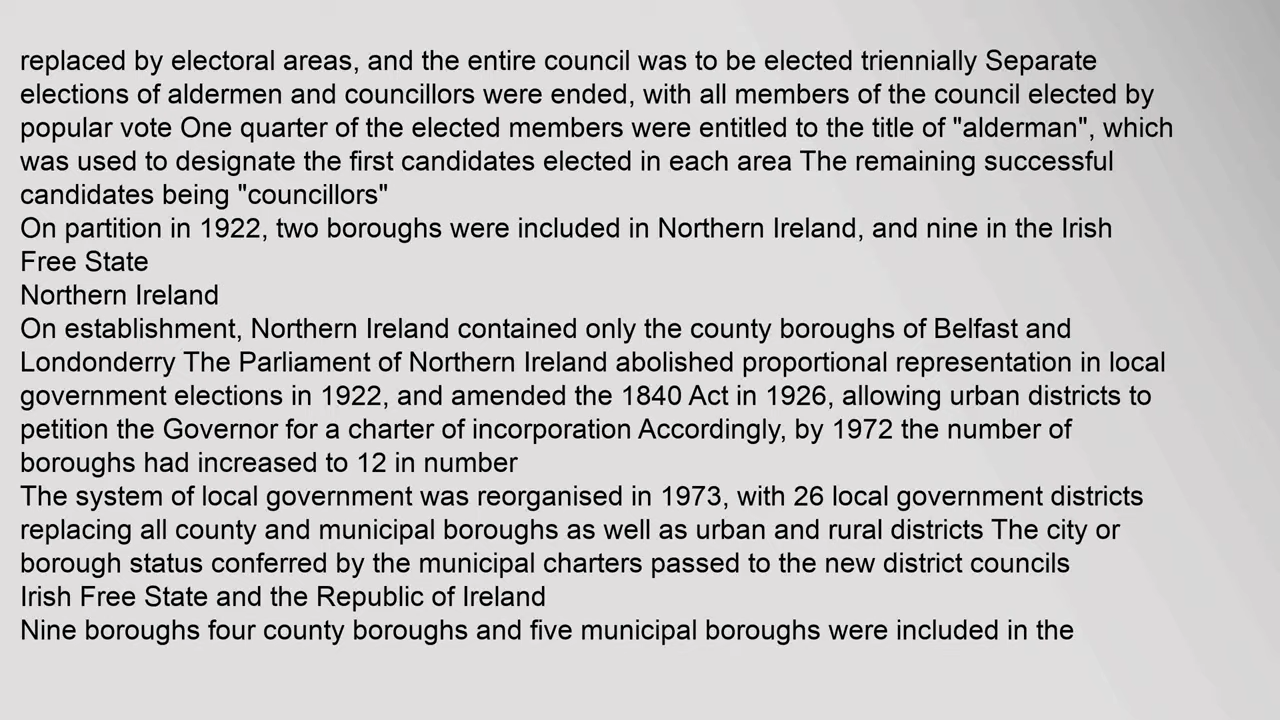 replaced by electoral areas, and the entire council was to be elected triennially Separate
elections of aldermen and councillors were ended, with all members of the council elected by
popular vote One quarter of the elected members were entitled to the title of "alderman", which
was used to designate the first candidates elected in each area The remaining successful
candidates being "councillors"
On partition in 1922, two boroughs were included in Northern Ireland, and nine in the Irish
Free State
Northern Ireland
On establishment, Northern Ireland contained only the county boroughs of Belfast and
Londonderry The Parliament of Northern Ireland abolished proportional representation in local
government elections in 1922, and amended the 1840 Act in 1926, allowing urban districts to
petition the Governor for a charter of incorporation Accordingly, by 1972 the number of
boroughs had increased to 12 in number
The system of local government was reorganised in 1973, with 26 local government districts
replacing all county and municipal boroughs as well as urban and rural districts The city or
borough status conferred by the municipal charters passed to the new district councils
Irish Free State and the Republic of Ireland
Nine boroughs four county boroughs and five municipal boroughs were included in the